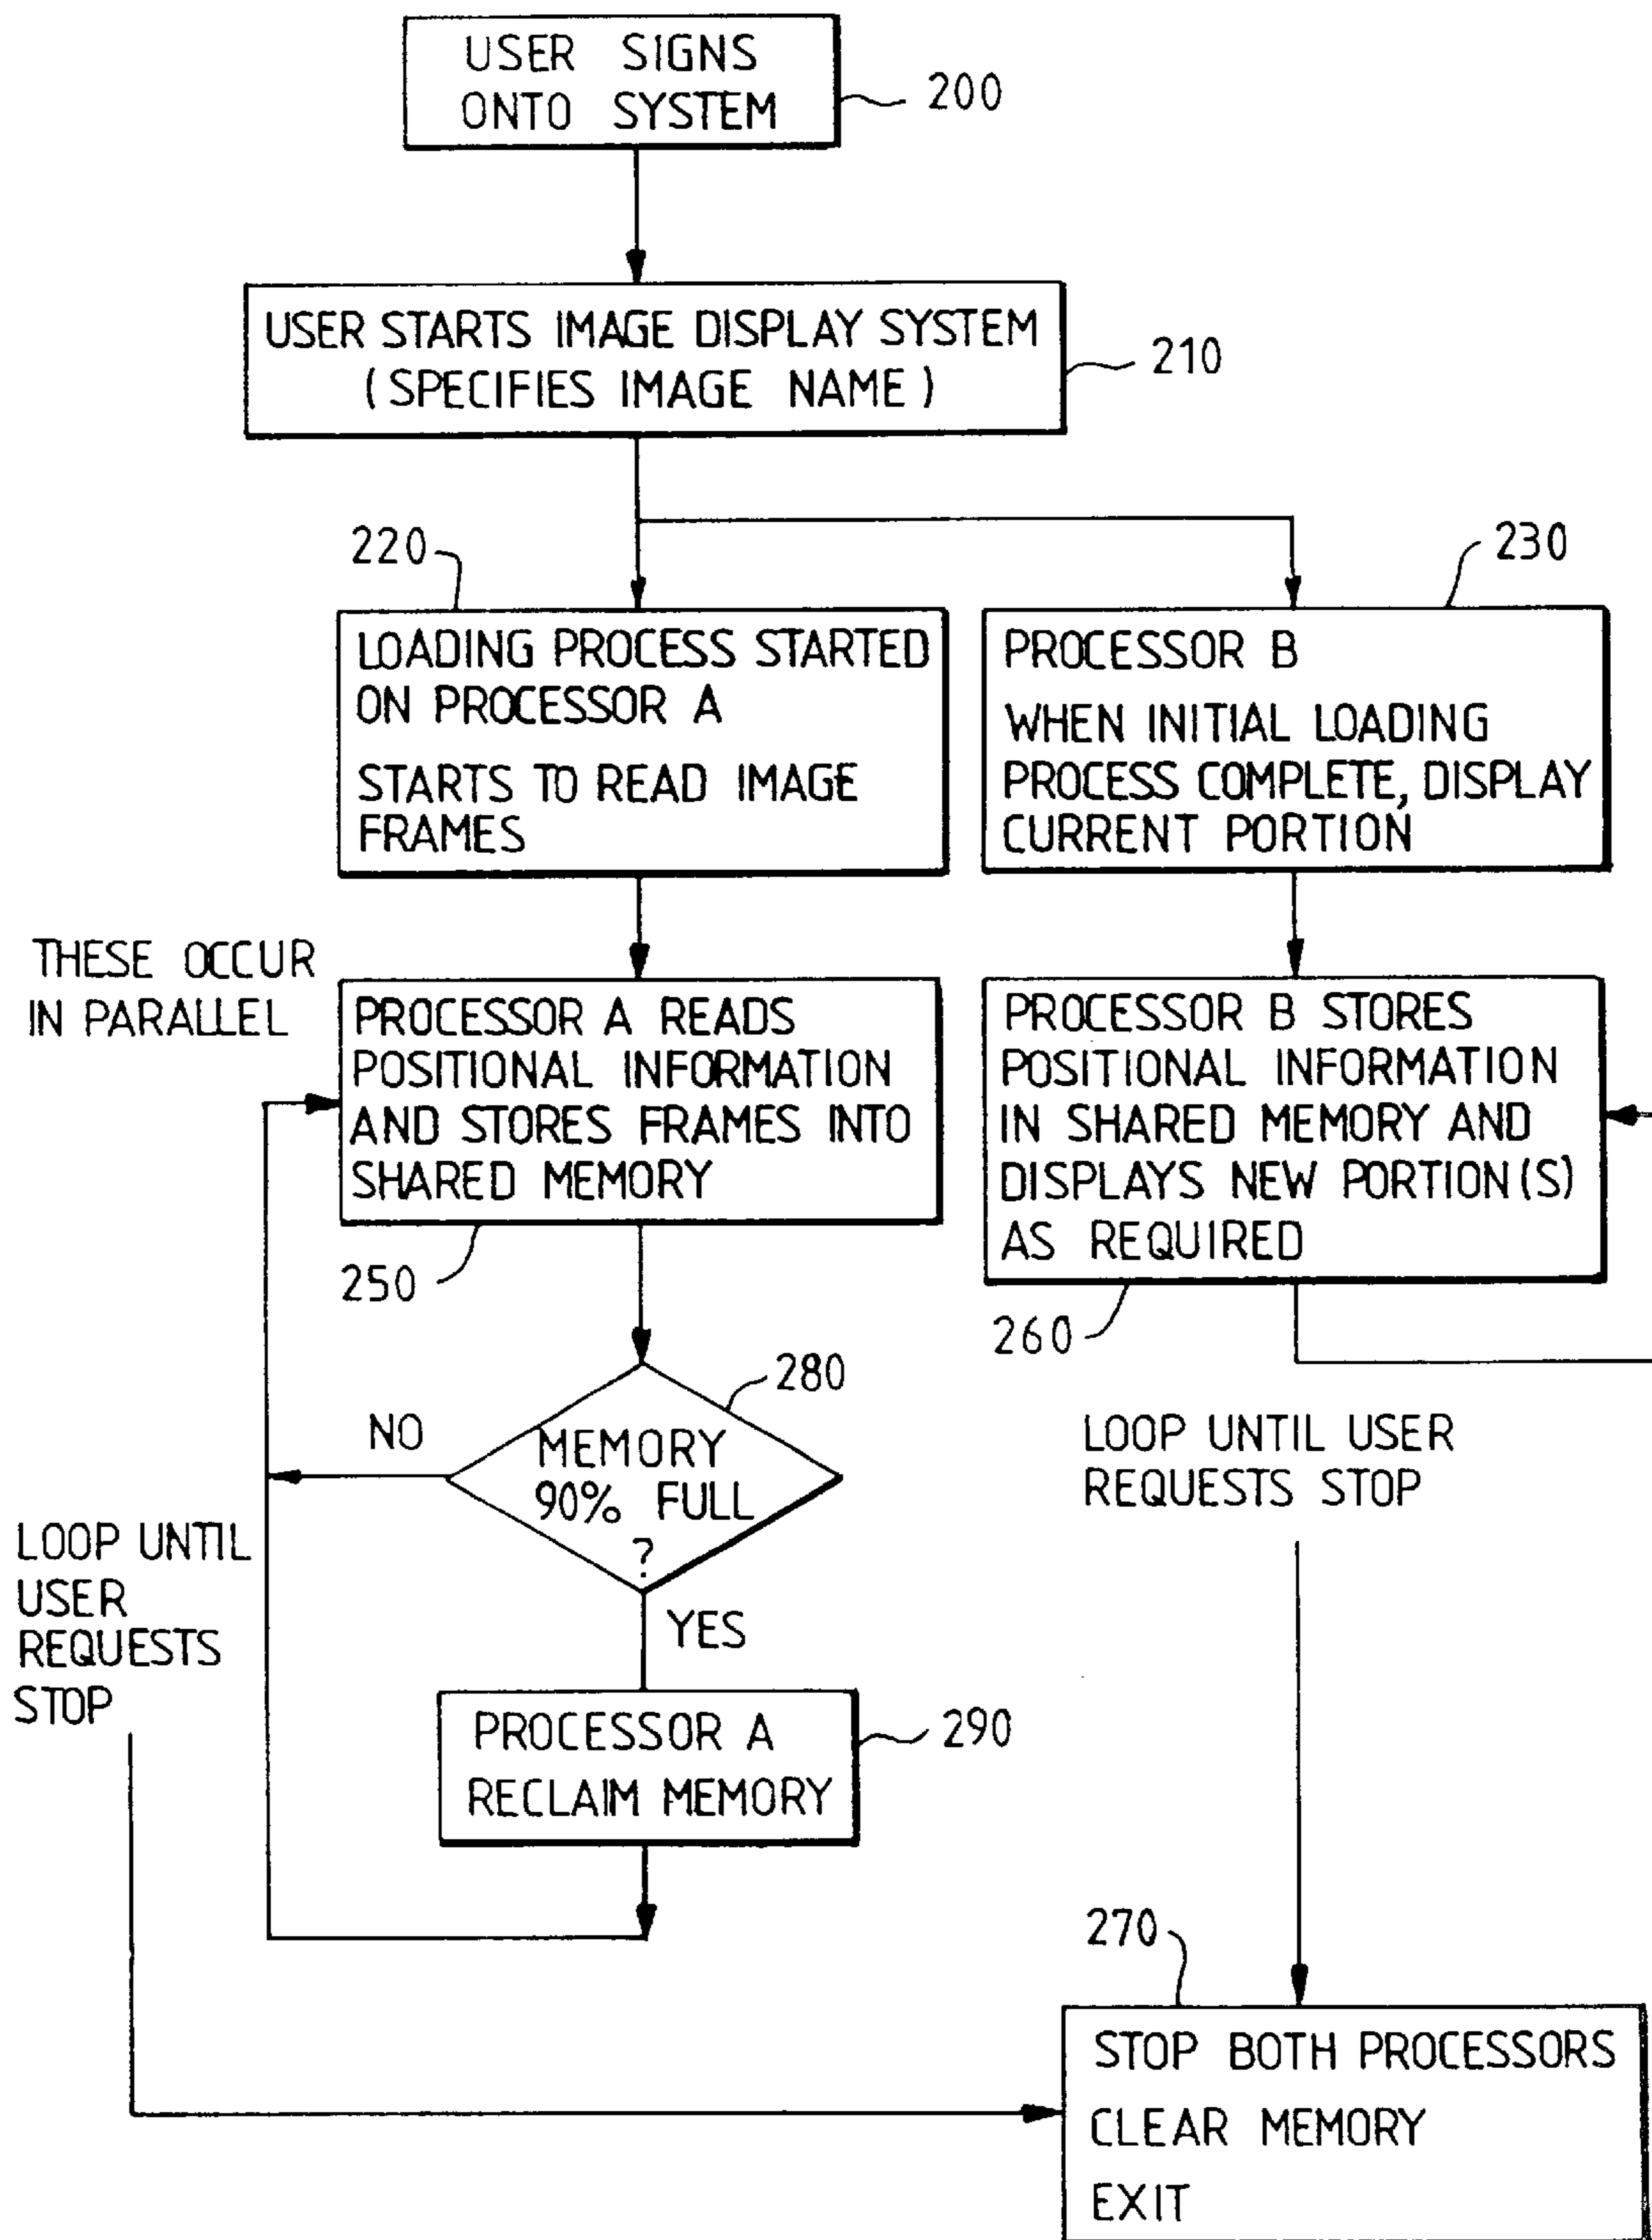 USER SIGNS
ONTO SYSTEM
200
USER STARTS IMAGE DISPLAY SYSTEM
(SPECIFIES IMAGE NAME)
210
220
LOADING PROCESS STARTED
ON PROCESSOR A
STARTS TO READ IMAGE
FRAMES
230
PROCESSOR B
WHEN INITIAL LOADING
PROCESS COMPLETE, DISPLAY
CURRENT PORTION
THESE OCCUR
IN PARALLEL
PROCESSOR A READS
POSITIONAL INFORMATION
AND STORES FRAMES INTO
SHARED MEMORY
250
PROCESSOR B STORES
POSITIONAL INFORMATION
IN SHARED MEMORY AND
DISPLAYS NEW PORTION(S)
AS REQUIRED
260
280
NO
MEMORY
90% FULL
?
YES
LOOP UNTIL USER
REQUESTS STOP
LOOP UNTIL
USER
REQUESTS
STOP
PROCESSOR A
RECLAIM MEMORY
290
270
STOP BOTH PROCESSORS
CLEAR MEMORY
EXIT